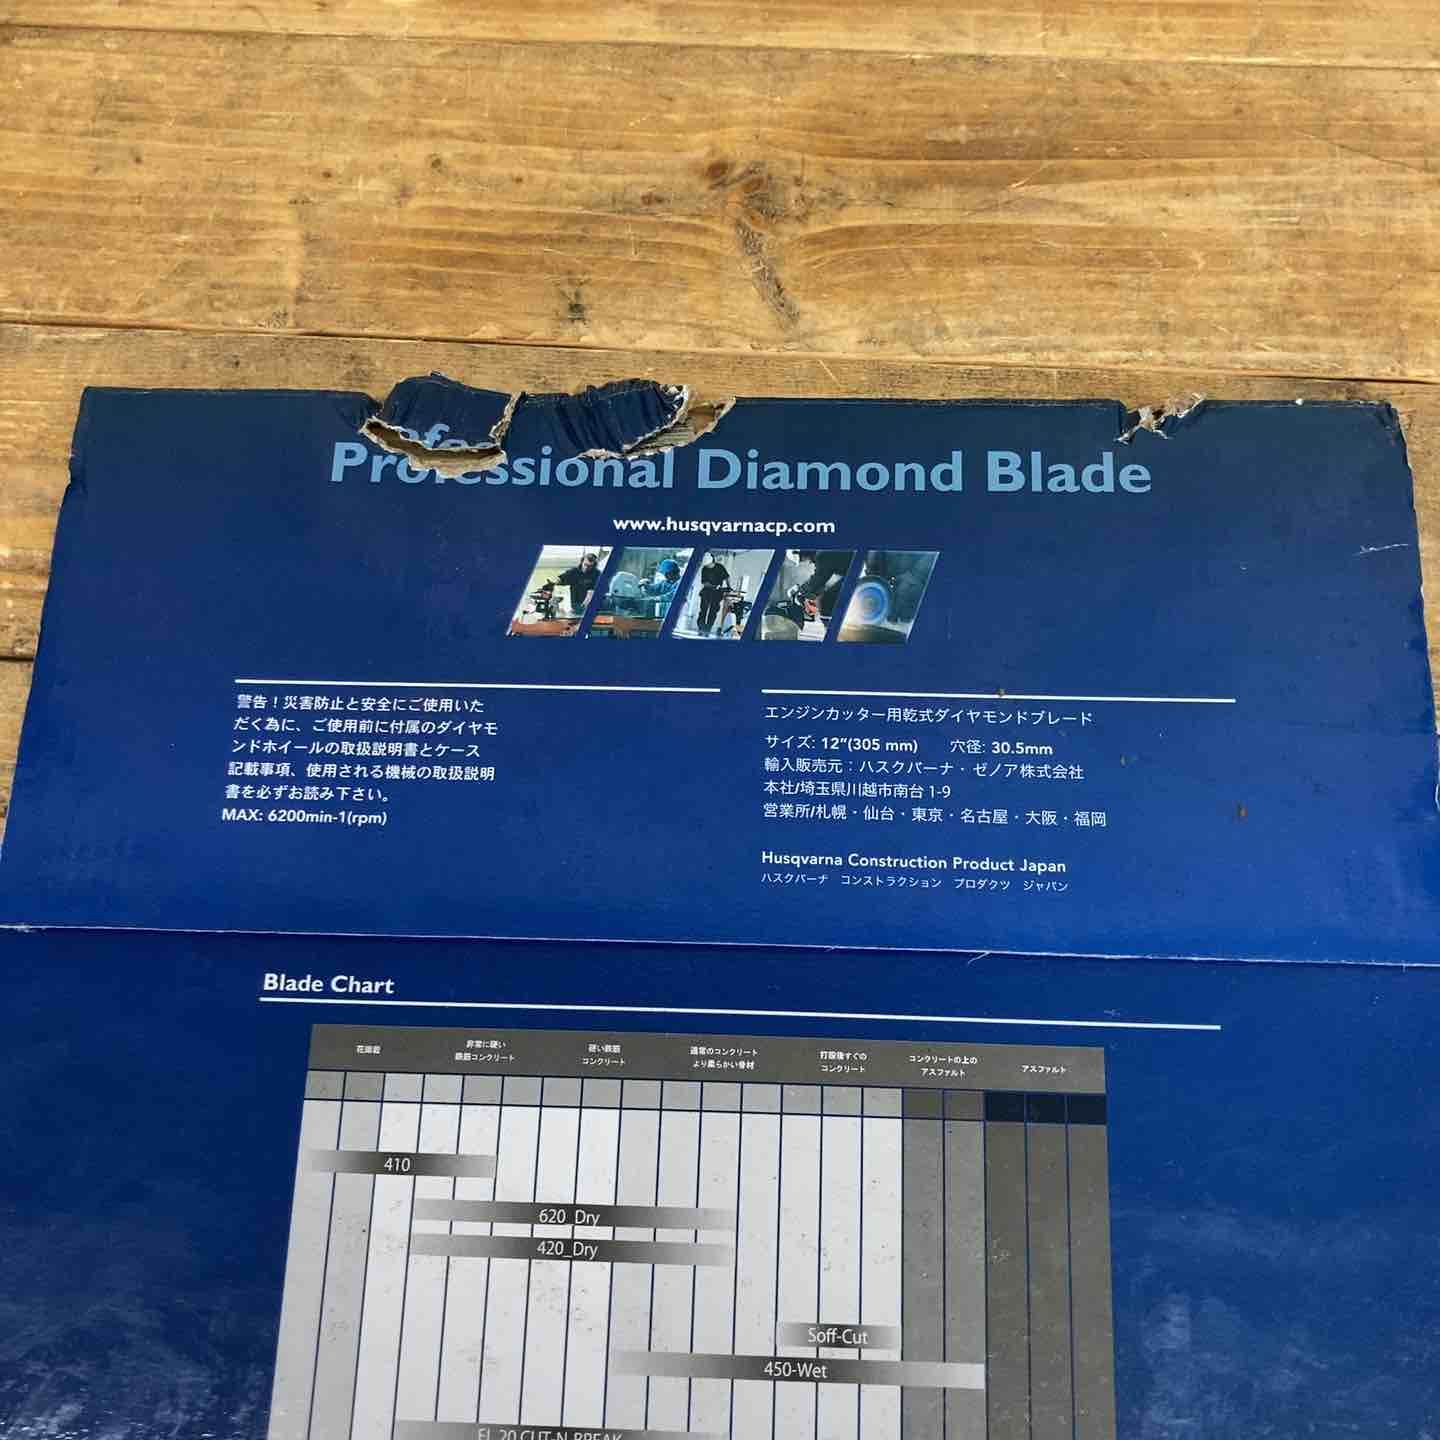 Professional Diamond Blade
www.husqvarnacp.com
警告！災害防止と安全にご使用いた
だく為に、ご使用前に付属のダイヤモ
ンドホイールの取扱説明書とケース
記載事項、使用される機械の取扱説明
書を必ずお読み下さい。
MAX: 6200min-1(rpm)
エンジンカッター用乾式ダイヤモンドブレード
サイズ: 12"(305 mm) 穴径: 30.5mm
輸入販売元：ハスクバーナ・ゼノア株式会社
本社/埼玉県川越市南台 1-9
営業所/札幌・仙台・東京・名古屋・大阪・福岡
Husqvarna Construction Product Japan
ハスクバーナ コンストラクション プロダクツ ジャパン
Blade Chart
花崗岩
非常に硬い
鉄筋コンクリート
硬い鉄筋
コンクリート
通常のコンクリート
より柔らかい骨材
打設後すぐの
コンクリート
コンクリートの上の
アスファルト
アスファルト
410
620_Dry
420_Dry
Soff-Cut
450-Wet
EL 20 CUT-N-BREAK